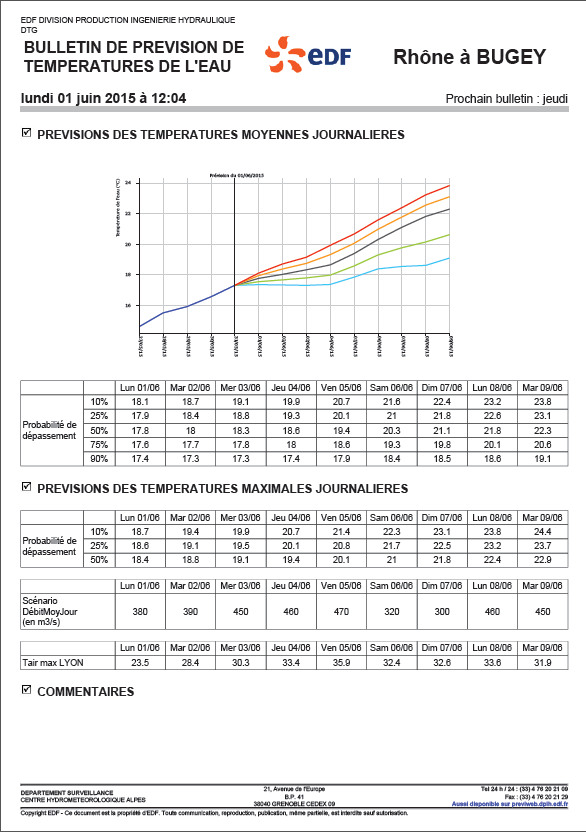 EDF DIVISION PRODUCTION INGENIERIE HYDRAULIQUE
DTG
BULLETIN DE PREVISION DE
TEMPERATURES DE L'EAU
eDF
Rhône à BUGEY
lundi 01 juin 2015 à 12:04
Prochain bulletin : jeudi
PREVISIONS DES TEMPERATURES MOYENNES JOURNALIERES
Prévision du 01/06/2015
Température de l'eau (°C)
24
22
20
18
16
Lun 01/06 Mar 02/06 Mer 03/06 Jeu 04/06 Ven 05/06 Sam 06/06 Dim 07/06 Lun 08/06 Mar 09/06
Probabilité de dépassement
10% 18.1 18.7 19.1 19.9 20.7 21.6 22.4 23.2 23.8
25% 17.9 18.4 18.8 19.3 20.1 21 21.8 22.6 23.1
50% 17.8 18 18.3 18.6 19.4 20.3 21.1 21.8 22.3
75% 17.6 17.7 17.8 18 18.6 19.3 19.8 20.1 20.6
90% 17.4 17.3 17.3 17.4 17.9 18.4 18.5 18.6 19.1
PREVISIONS DES TEMPERATURES MAXIMALES JOURNALIERES
Lun 01/06 Mar 02/06 Mer 03/06 Jeu 04/06 Ven 05/06 Sam 06/06 Dim 07/06 Lun 08/06 Mar 09/06
Probabilité de dépassement
10% 18.7 19.4 19.9 20.7 21.4 22.3 23.1 23.8 24.4
25% 18.6 19.1 19.5 20.1 20.8 21.7 22.5 23.2 23.7
50% 18.4 18.8 19.1 19.4 20.1 21 21.8 22.4 22.9
Lun 01/06 Mar 02/06 Mer 03/06 Jeu 04/06 Ven 05/06 Sam 06/06 Dim 07/06 Lun 08/06 Mar 09/06
Scénario
DébitMoyJour
(en m3/s)
380 390 450 460 470 320 300 460 450
Lun 01/06 Mar 02/06 Mer 03/06 Jeu 04/06 Ven 05/06 Sam 06/06 Dim 07/06 Lun 08/06 Mar 09/06
Tair max LYON 23.5 28.4 30.3 33.4 35.9 32.4 32.6 33.6 31.9
COMMENTAIRES
DEPARTEMENT SURVEILLANCE
CENTRE HYDROMETEOROLOGIQUE ALPES
21, Avenue de l'Europe
B.P. 41
38040 GRENOBLE CEDEX 09
Tel 24 h / 24 : (33) 4 76 20 21 09
Fax : (33) 4 76 20 21 29
Aussi disponible sur previweb.dpih.edf.fr
Copyright EDF - Ce document est la propriété d'EDF. Toute communication, reproduction, publication, même partielle, est interdite sauf autorisation.